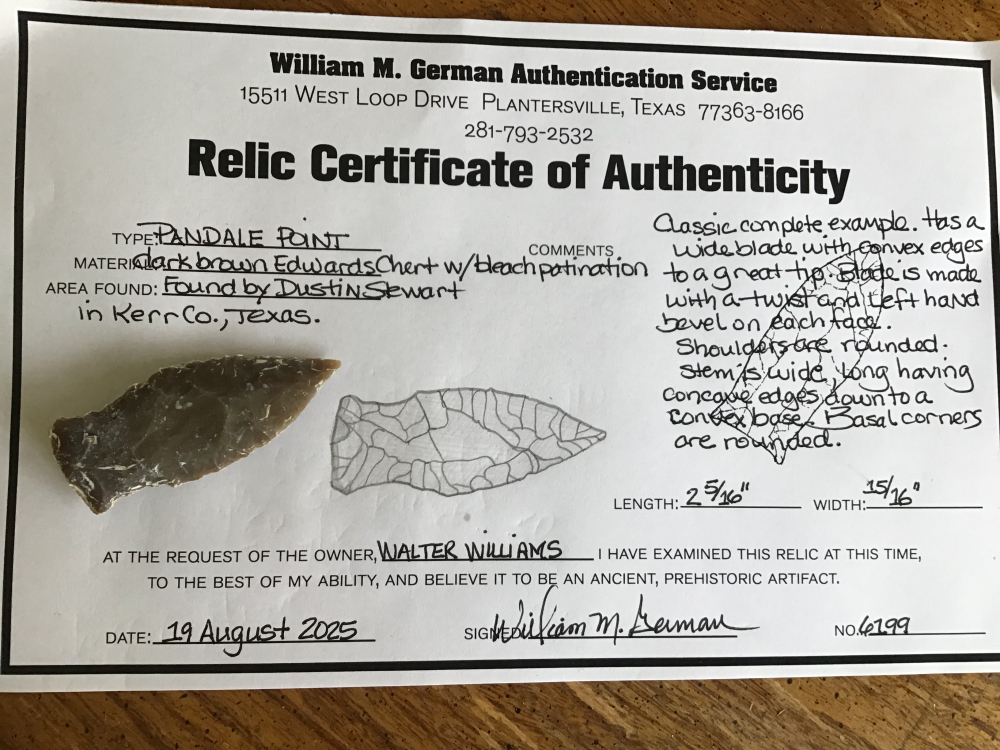 William M. German Authentication Service
15511 West Loop Drive Plantersville, Texas 77363-8166
281-793-2532
Relic Certificate of Authenticity
TYPE: PANDALE POINT
MATERIAL dark brown Edwards Chert w/bleach patination
AREA FOUND: Found by Dustin Stewart
in Kerr Co., Texas.
COMMENTS
Classic complete example. Has a
wide blade with convex edges
to a great tip. Blade is made
with a twist and left hand
bevel on each face.
Shoulders are rounded.
Stem is wide, long having
concave edges down to a
convex base. Basal corners
are rounded.
LENGTH: 2 5/16" WIDTH: 15/16"
AT THE REQUEST OF THE OWNER, WALTER WILLIAMS I HAVE EXAMINED THIS RELIC AT THIS TIME,
TO THE BEST OF MY ABILITY, AND BELIEVE IT TO BE AN ANCIENT, PREHISTORIC ARTIFACT.
DATE: 19 August 2025 SIGNED William M. German NO. 6199